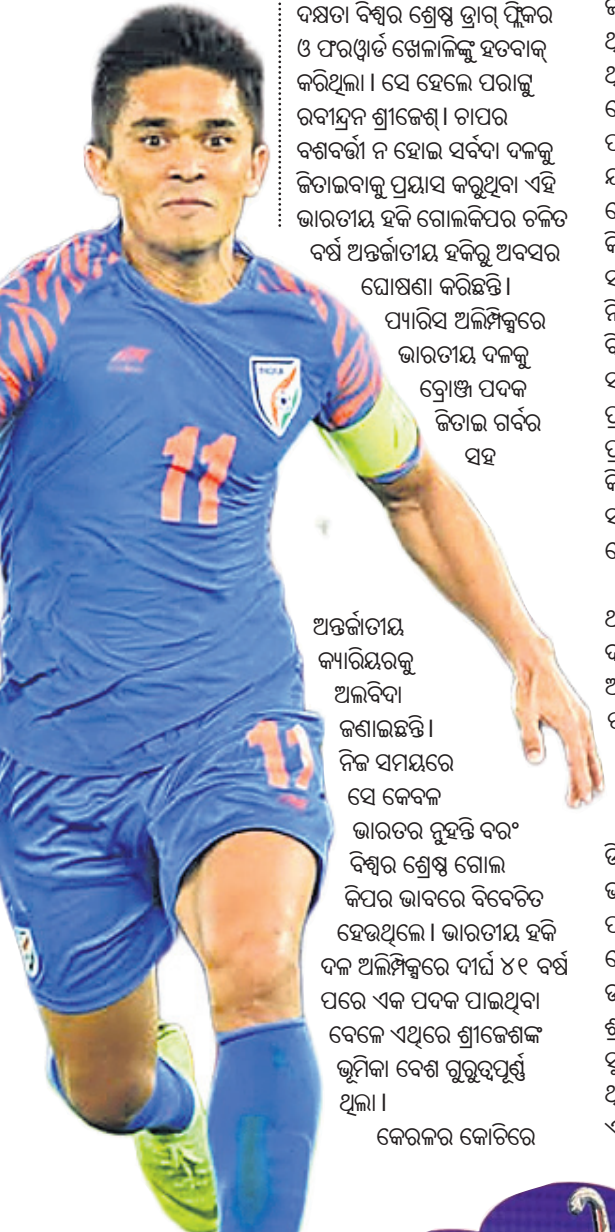 ଦକ୍ଷତା ବିଶ୍ୱର ଶ୍ରେଷ୍ଠ ଡ୍ରାଗ୍ ଫ୍ଲିକର
ଓ ଫରୱାର୍ଡ ଖେଳାଳିଙ୍କୁ ହତବାକ୍
କରିଥିଲା । ସେ ହେଲେ ପରାଟ୍ଟୁ
ରବୀନ୍ଦ୍ରନ ଶ୍ରୀଜେଶ୍ । ଚାପର
ବଶବର୍ତ୍ତୀ ନ ହୋଇ ସର୍ବଦା ଦଳକୁ
ଜିତାଇବାକୁ ପ୍ରୟାସ କରୁଥିବା ଏହି
ଭାରତୀୟ ହକି ଗୋଲକିପର ଚଳିତ
ବର୍ଷ ଅନ୍ତର୍ଜାତୀୟ ହକିରୁ ଅବସର
ଘୋଷଣା କରିଛନ୍ତି ।
ପ୍ୟାରିସ ଅଲିମ୍ପିକ୍ସରେ
ଭାରତୀୟ ଦଳକୁ
ବ୍ରୋଞ୍ଜ ପଦକ
ଜିତାଇ ଗର୍ବର
ସହ
11
ଅନ୍ତର୍ଜାତୀୟ
କ୍ୟାରିୟରକୁ
ଅଲବିଦା
ଜଣାଇଛନ୍ତି ।
ନିଜ ସମୟରେ
ସେ କେବଳ
ଭାରତର ନୁହନ୍ତି ବରଂ
ବିଶ୍ୱର ଶ୍ରେଷ୍ଠ ଗୋଲ
କିପର ଭାବରେ ବିବେଚିତ
ହେଉଥିଲେ । ଭାରତୀୟ ହକି
ଦଳ ଅଲିମ୍ପିକ୍ସରେ ଦୀର୍ଘ ୪୧ ବର୍ଷ
ପରେ ଏକ ପଦକ ପାଇଥିବା
ବେଳେ ଏଥିରେ ଶ୍ରୀଜେଶଙ୍କ
ଭୂମିକା ବେଶ ଗୁରୁତ୍ୱପୂର୍ଣ୍ଣ
ଥିଲା ।
କେରଳର କୋଚିରେ
11